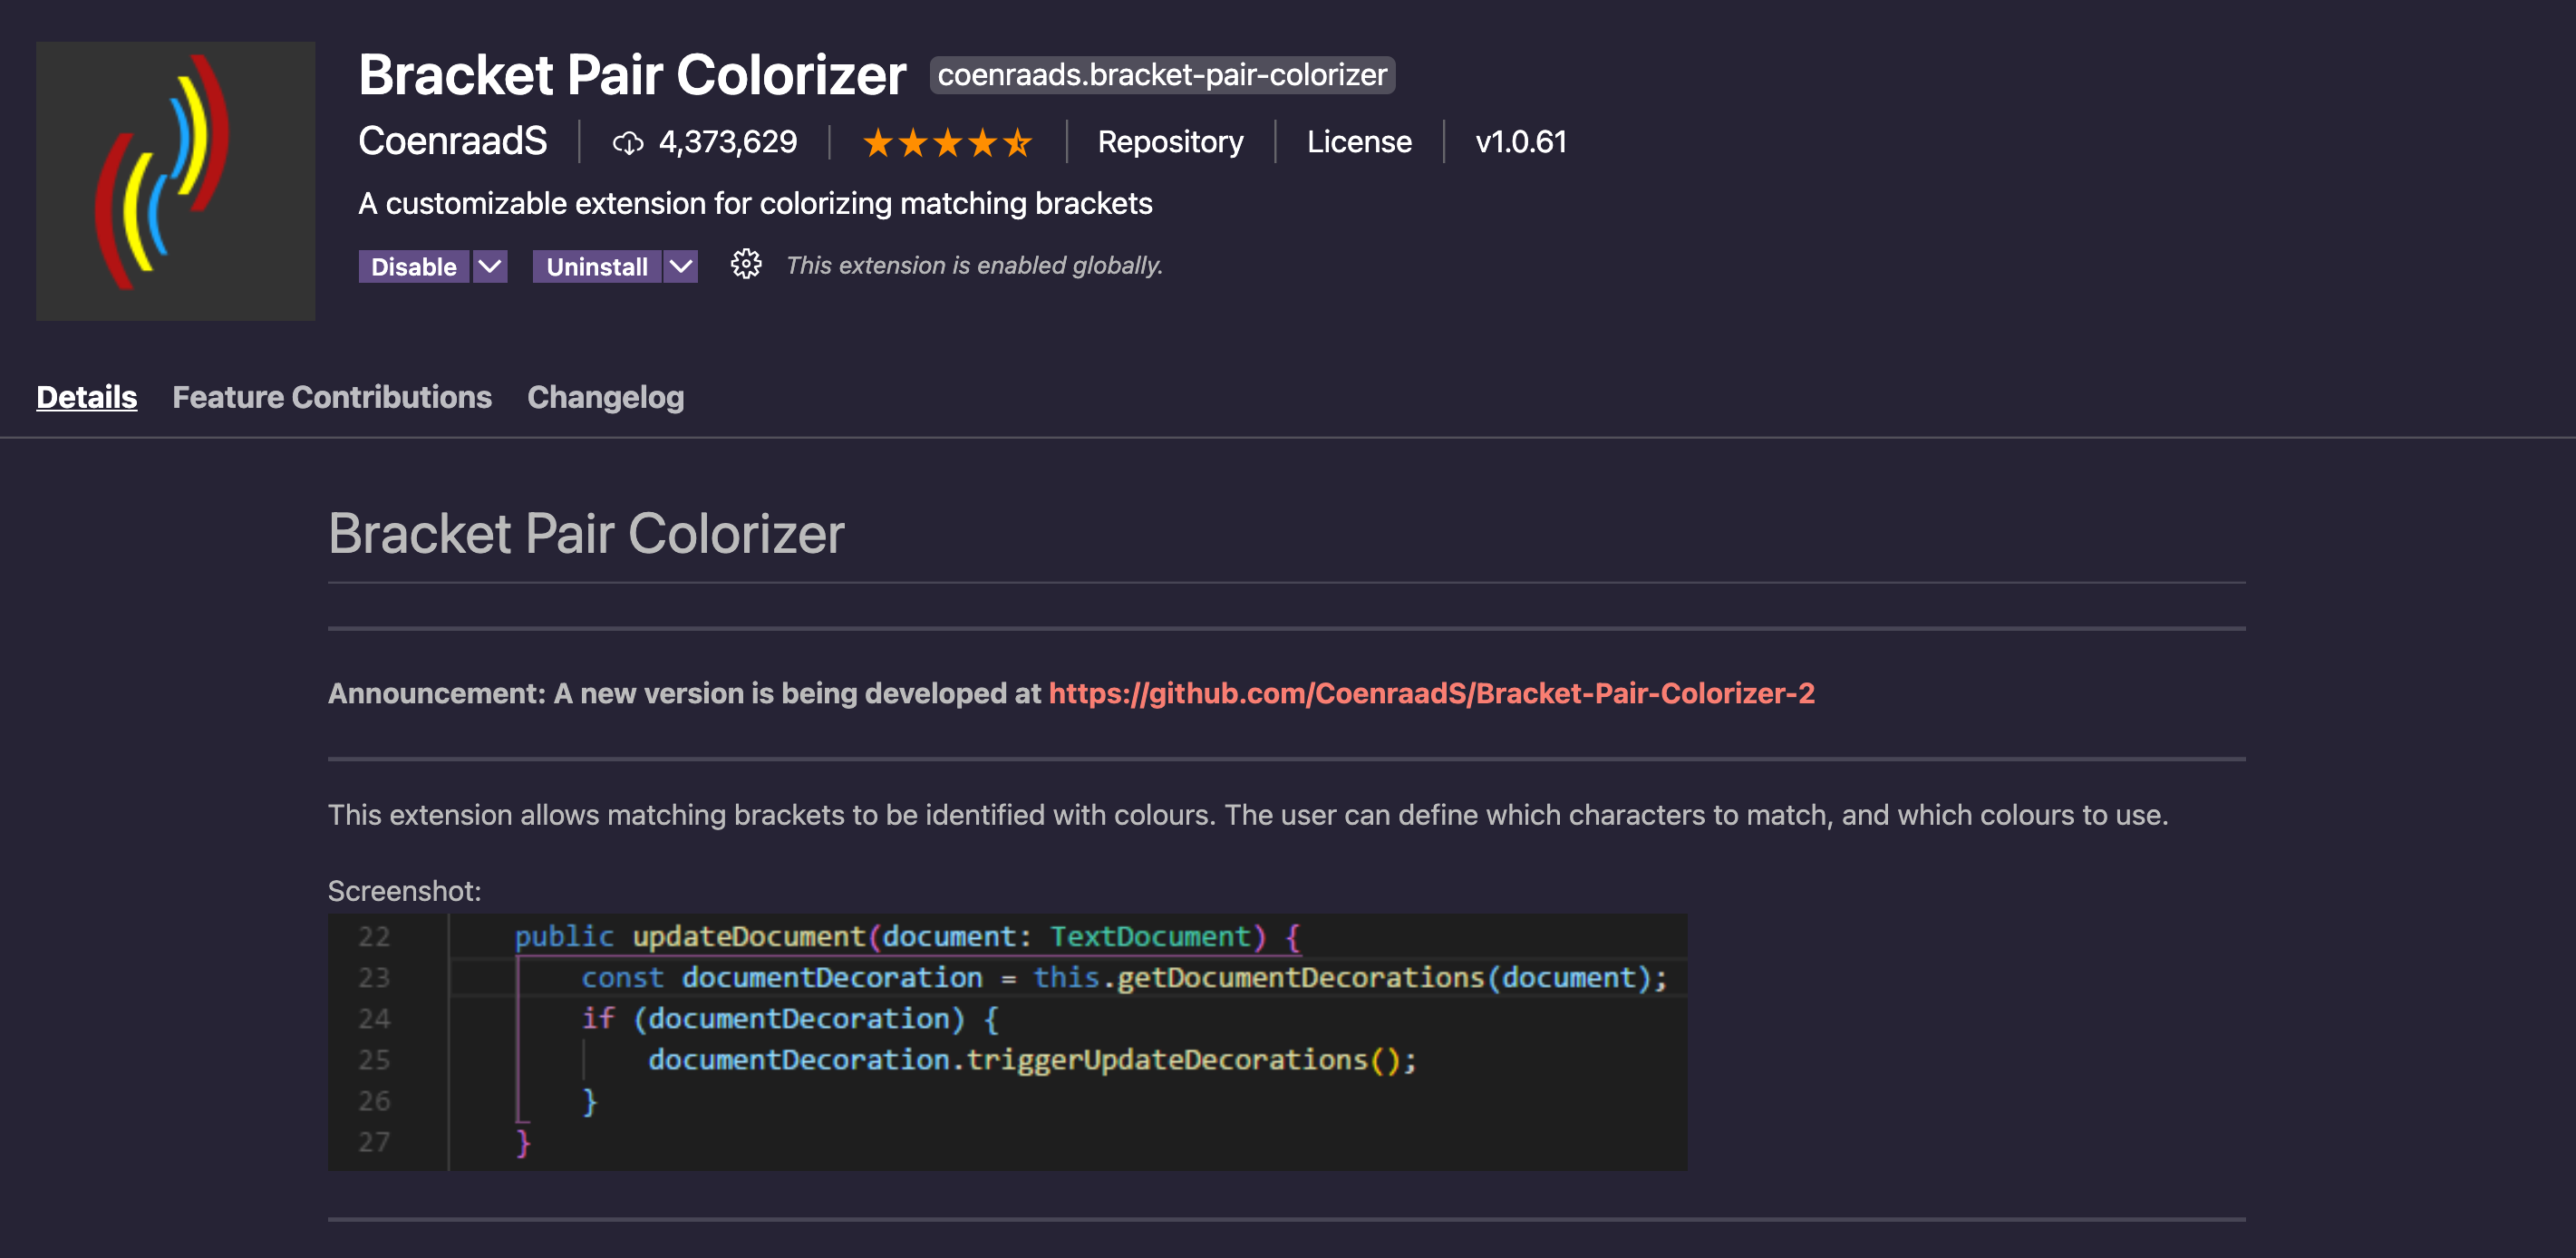 Bracket Pair Colorizer coenraads.bracket-pair-colorizer
CoenraadS 4,373,629 Repository License v1.0.61
A customizable extension for colorizing matching brackets
Disable Uninstall This extension is enabled globally.
Details Feature Contributions Changelog
Bracket Pair Colorizer
Announcement: A new version is being developed at https://github.com/CoenraadS/Bracket-Pair-Colorizer-2
This extension allows matching brackets to be identified with colours. The user can define which characters to match, and which colours to use.
Screenshot:
22 public updateDocument(document: TextDocument) {
23 const documentDecoration = this.getDocumentDecorations(document);
24 if (documentDecoration) {
25 documentDecoration.triggerUpdateDecorations();
26 }
27 }